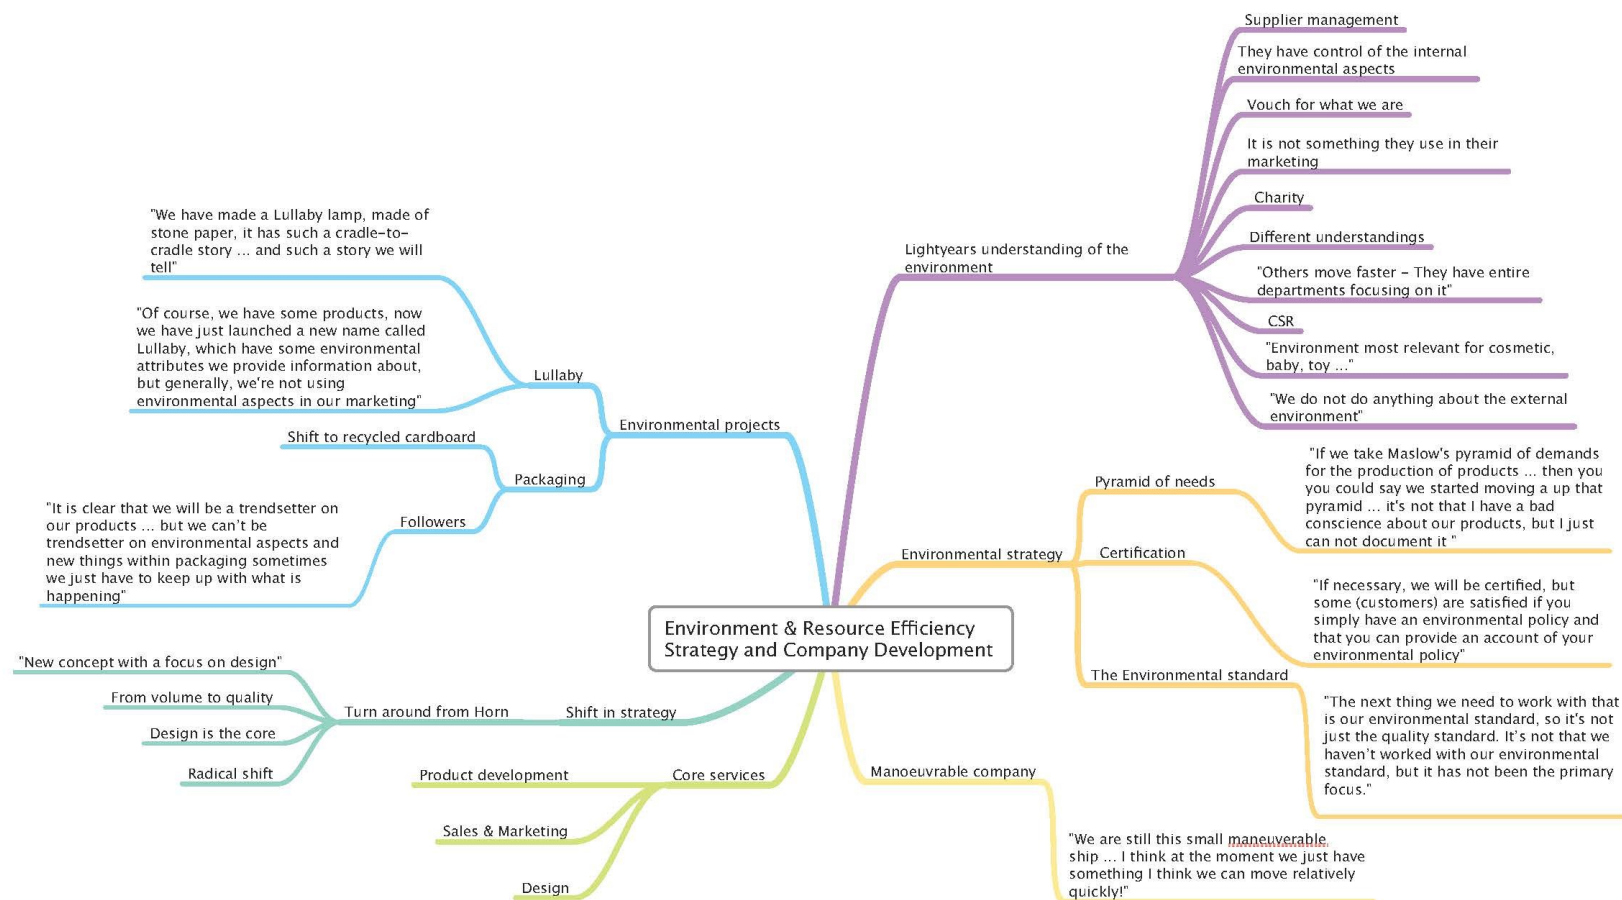 Supplier management
They have control of the internal
environmental aspects
Vouch for what we are
It is not something they use in their
marketing
Charity
Different understandings
"Others move faster – They have entire
departments focusing on it"
CSR
"Environment most relevant for cosmetic,
baby, toy ..."
"We do not do anything about the external
environment"
Lightyears understanding of the
environment
"We have made a Lullaby lamp, made of
stone paper, it has such a cradle-to-
cradle story ... and such a story we will
tell"
"Of course, we have some products, now
we have just launched a new name called
Lullaby, which have some environmental
attributes we provide information about,
but generally, we're not using
environmental aspects in our marketing"
Lullaby
Environmental projects
Shift to recycled cardboard
Packaging
"It is clear that we will be a trendsetter on
our products ... but we can't be
trendsetter on environmental aspects and
new things within packaging sometimes
we just have to keep up with what is
happening"
Followers
"If we take Maslow's pyramid of demands
for the production of products ... then you
you could say we started moving a up that
pyramid ... it's not that I have a bad
conscience about our products, but I just
can not document it "
Pyramid of needs
Environmental strategy
Certification
"If necessary, we will be certified, but
some (customers) are satisfied if you
simply have an environmental policy and
that you can provide an account of your
environmental policy"
The Environmental standard
"The next thing we need to work with that
is our environmental standard, so it's not
just the quality standard. It's not that we
haven't worked with our environmental
standard, but it has not been the primary
focus."
Environment & Resource Efficiency
Strategy and Company Development
"New concept with a focus on design"
From volume to quality
Design is the core
Radical shift
Turn around from Horn
Shift in strategy
Product development
Sales & Marketing
Design
Core services
Manoeuvrable company
"We are still this small maneuverable
ship ... I think at the moment we just have
something I think we can move relatively
quickly!"